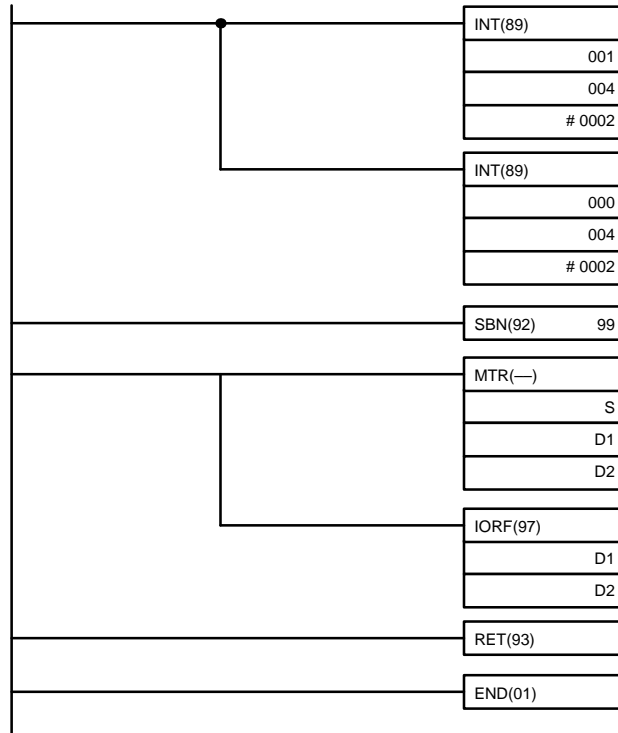 INT(89)
001
004
# 0002
INT(89)
000
004
# 0002
SBN(92) 99
MTR(––)
S
D1
D2
IORF(97)
D1
D2
RET(93)
END(01)